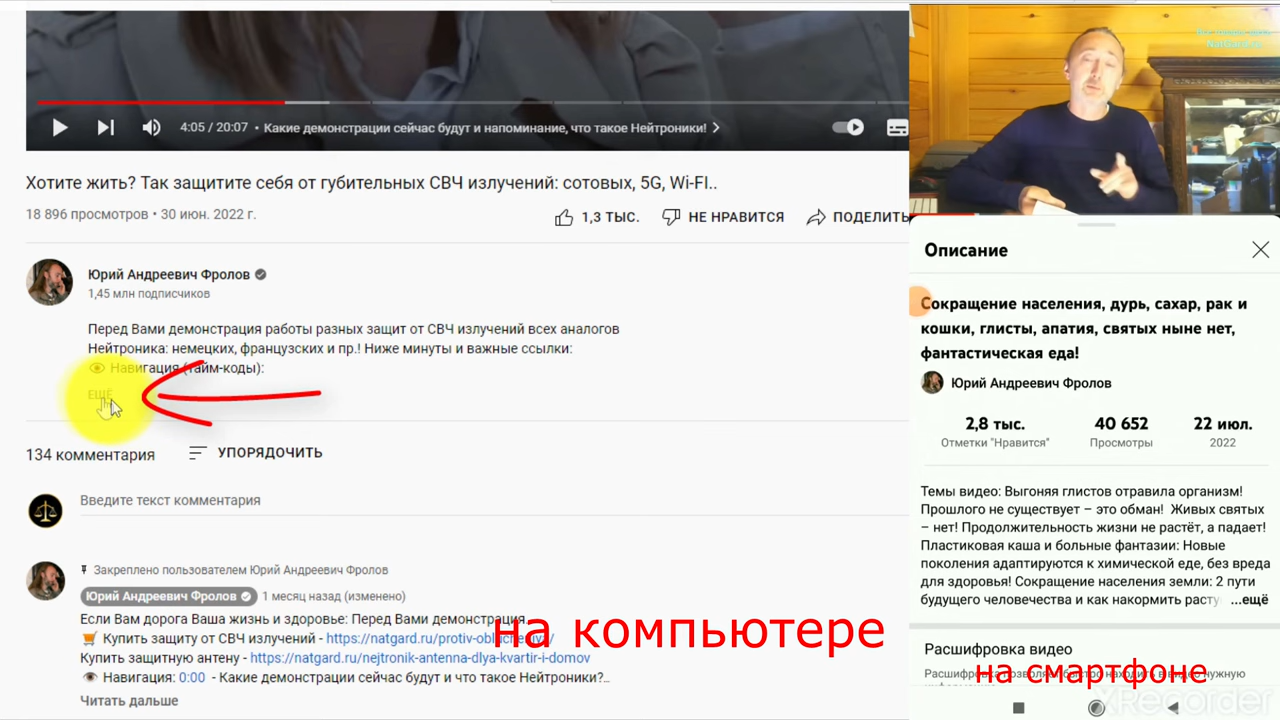 4:05 / 20:07 • Какие демонстрации сейчас будут и напоминание, что такое Нейтроники!
Хотите жить? Так защитите себя от губительных СВЧ излучений: сотовых, 5G, Wi-FI..
18 896 просмотров • 30 июн. 2022 г.
1,3 ТЫС.
НЕ НРАВИТСЯ
ПОДЕЛИТЬ
Юрий Андреевич Фролов
1,45 млн подписчиков
Перед Вами демонстрация работы разных защит от СВЧ излучений всех аналогов
Нейтроника: немецких, французских и пр.! Ниже минуты и важные ссылки:
Навигация (тайм-коды):
ЕЩЁ
134 комментария
УПОРЯДОЧИТЬ
Введите текст комментария
Закреплено пользователем Юрий Андреевич Фролов
Юрий Андреевич Фролов
1 месяц назад (изменено)
Если Вам дорога Ваша жизнь и здоровье: Перед Вами демонстрация
Купить защиту от СВЧ излучений -
Купить защитную антену - https://natgard.ru/nejtronik-antenna-dlya-kvartir-i-domov
Навигация: 0:00 - Какие демонстрации сейчас будут и что такое Нейтроники?..
Читать дальше
на компьютере
NatGard.ru
Описание
Сокращение населения, дурь, сахар, рак и
кошки, глисты, апатия, святых ныне нет,
фантастическая еда!
Юрий Андреевич Фролов
2,8 тыс.
Отметки "Нравится"
40 652
Просмотры
22 июл.
2022
Темы видео: Выгоняя глистов отравила организм!
Прошлого не существует – это обман! Живых святых
– нет! Продолжительность жизни не растёт, а падает!
Пластиковая каша и больные фантазии: Новые
поколения адаптируются к химической еде, без вреда
для здоровья! Сокращение населения земли: 2 пути
будущего человечества и как накормить расту ...ещё
Расшифровка видео
на смартфоне
XRecorder